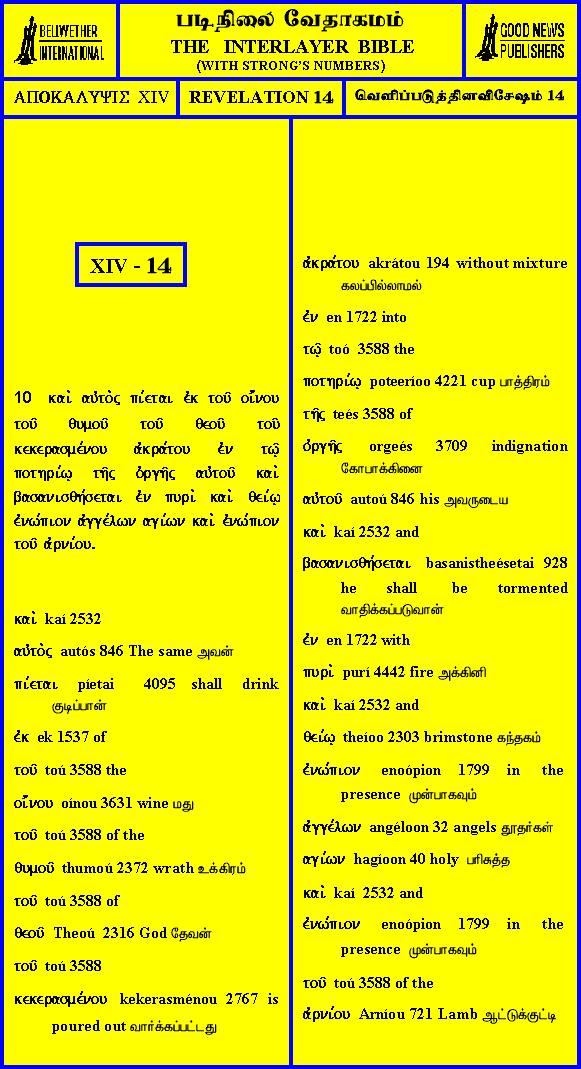 BELLWETHER
INTERNATIONAL
படிநிலை வேதாகமம்
THE INTERLAYER BIBLE
(WITH STRONG'S NUMBERS)
GOOD NEWS
PUBLISHERS
ΑΠΟΚΑΛΥΨΙΣ XIV
REVELATION 14
வெளிப்படுத்தினவிசேஷம் 14
XIV - 14
10 καὶ αὐτὸς πίεται ἐκ τοῦ οἴνου
τοῦ θυμοῦ τοῦ θεοῦ τοῦ
κεκερασμένου ἀκράτου ἐν τῷ
ποτηρίῳ τῆς ὀργῆς αὐτοῦ καὶ
βασανισθήσεται ἐν πυρὶ καὶ θείῳ
ἐνώπιον ἀγγέλων αγίων καὶ ἐνώπιον
τοῦ ἀρνίου.
καὶ kaí 2532
αὐτὸς autós 846 The same அவன்
πίεται píetai 4095 shall drink
குடிப்பான்
ἐκ ek 1537 of
τοῦ toú 3588 the
οἴνου oínou 3631 wine மது
τοῦ toú 3588 of the
θυμοῦ thumoú 2372 wrath உக்கிரம்
τοῦ toú 3588 of
θεοῦ Theoú 2316 God தேவன்
τοῦ toú 3588
κεκερασμένου kekerasménou 2767 is
poured out வார்க்கப்பட்டது
ἀκράτου akrátou 194 without mixture
கலப்பில்லாமல்
ἐν en 1722 into
τῷ toó 3588 the
ποτηρίῳ poteeríoo 4221 cup பாத்திரம்
τῆς teés 3588 of
ὀργῆς orgeés 3709 indignation
கோபாக்கினை
αὐτοῦ autoú 846 his அவருடைய
καὶ kaí 2532 and
βασανισθήσεται basanistheésetai 928
he shall be tormented
வாதிக்கப்படுவான்
ἐν en 1722 with
πυρὶ purí 4442 fire அக்கினி
καὶ kaí 2532 and
θείῳ theíoo 2303 brimstone கந்தகம்
ἐνώπιον enoópion 1799 in the
presence முன்பாகவும்
ἀγγέλων angéloon 32 angels தூதர்கள்
αγίων hagíoon 40 holy பரிசுத்த
καὶ kaí 2532 and
ἐνώπιον enoópion 1799 in the
presence முன்பாகவும்
τοῦ toú 3588 of the
ἀρνίου Arníou 721 Lamb ஆட்டுக்குட்டி